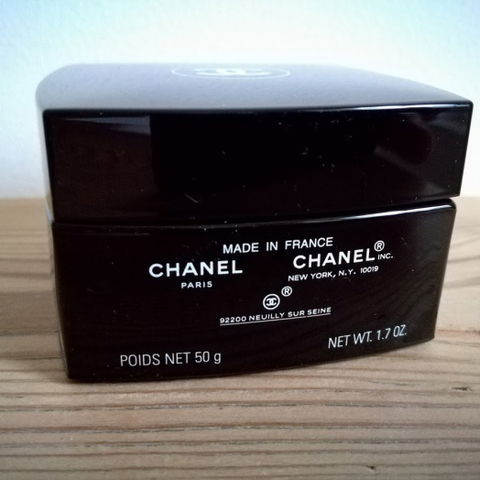 MADE IN FRANCE
CHANEL
PARIS
CHANEL® INC.
NEW YORK, N.Y. 10019
®
92200 NEUILLY SUR SEINE
POIDS NET 50 g
NET WT. 1.7 OZ.